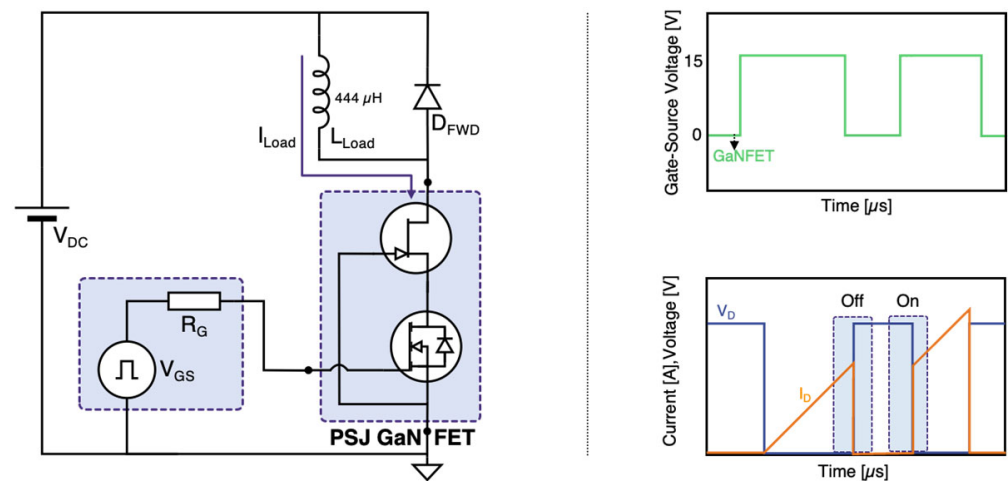 444 µH
D_FWD
I_Load
L_Load
V_DC
R_G
V_GS
PSJ GaN FET
Gate-Source Voltage [V]
15
0
GaNFET
Time [µs]
Current [A],Voltage [V]
Off
On
V_D
I_D
Time [µs]